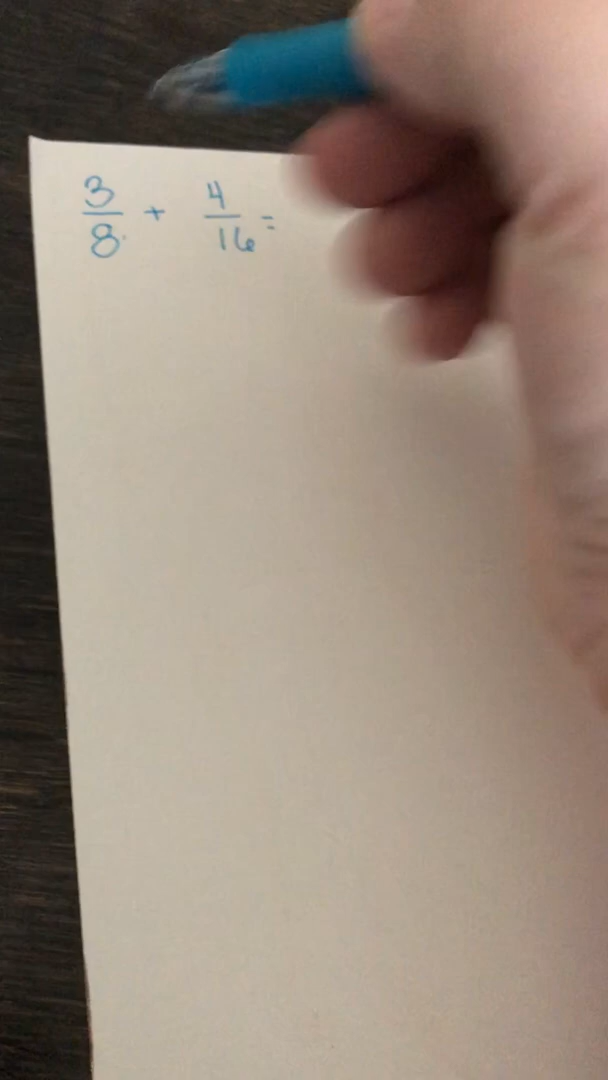 3/8 + 4/16 =